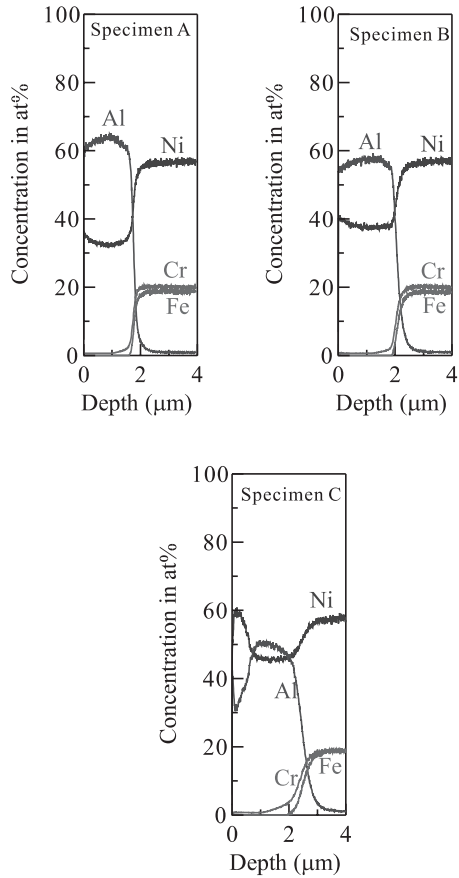 Specimen A
Concentration in at%
100
80
60
40
20
0
Al
Ni
Cr
Fe
0
2
4
Depth (μm)
Specimen B
Concentration in at%
100
80
60
40
20
0
Al
Ni
Cr
Fe
0
2
4
Depth (μm)
Specimen C
Concentration in at%
100
80
60
40
20
0
Ni
Al
Cr
Fe
0
2
4
Depth (μm)